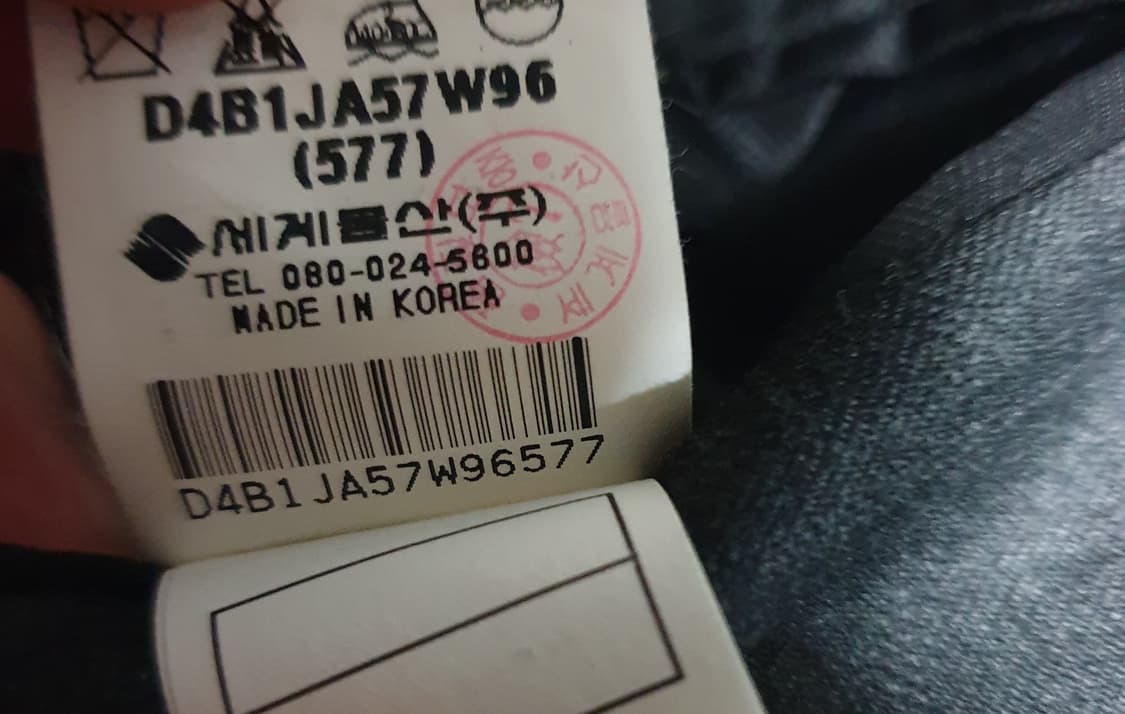 D4B1JA57W96
(577)
세계물산(주)
TEL 080-024-5600
MADE IN KOREA
D4B1JA57W96577